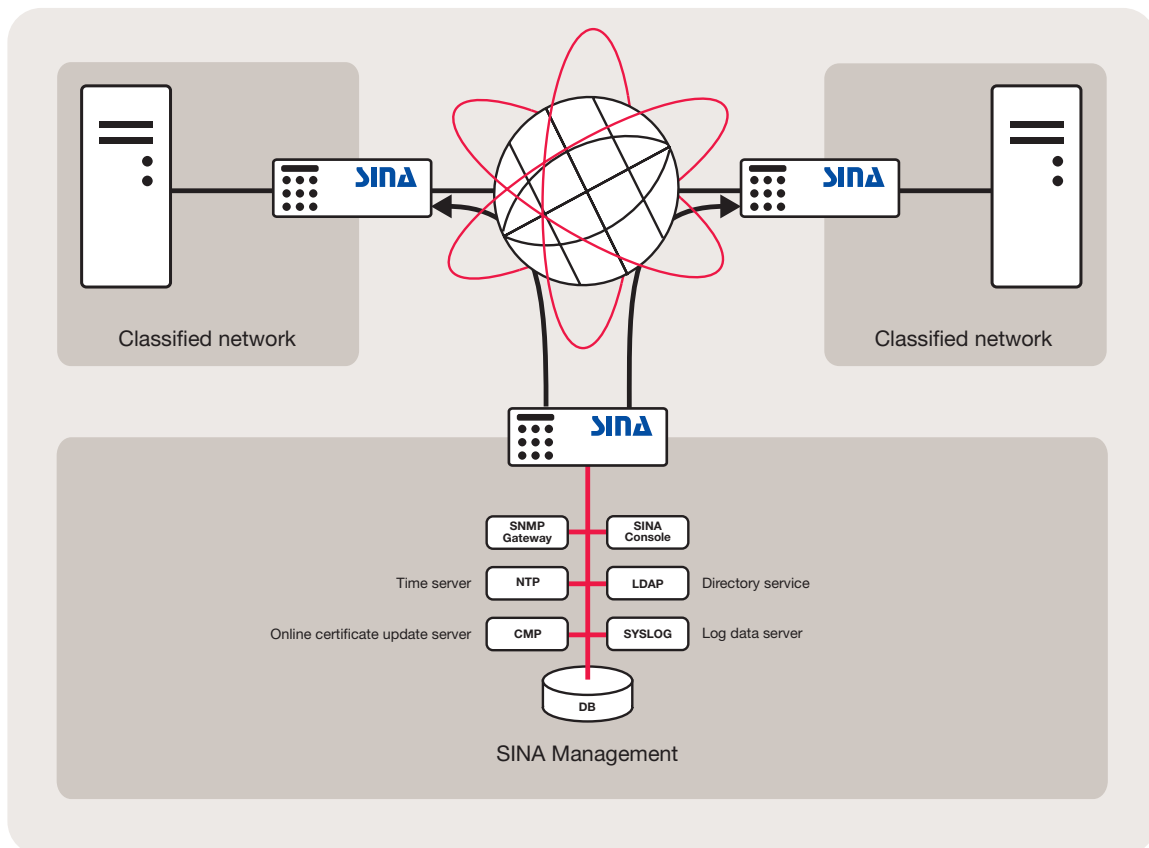 SINA
SINA
Classified network
Classified network
SINA
SNMP
Gateway
SINA
Console
Time server
NTP
LDAP
Directory service
Online certificate update server
CMP
SYSLOG
Log data server
DB
SINA Management